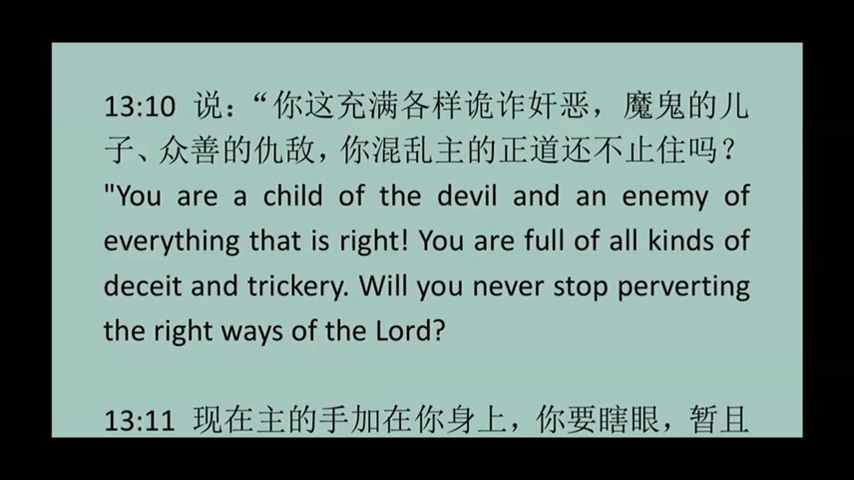 13:10 说：“你这充满各样诡诈奸恶，魔鬼的儿
子、众善的仇敌，你混乱主的正道还不止住吗？
"You are a child of the devil and an enemy of
everything that is right! You are full of all kinds of
deceit and trickery. Will you never stop perverting
the right ways of the Lord?
13:11 现在主的手加在你身上，你要瞎眼，暂且